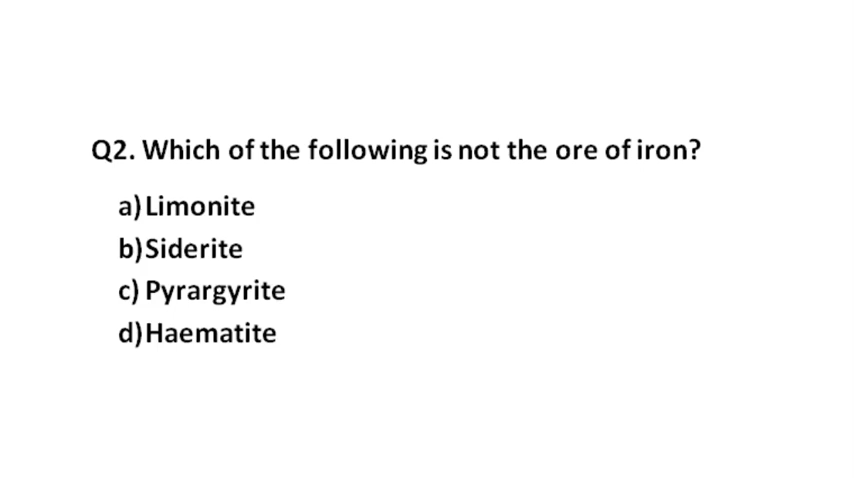 Q2. Which of the following is not the ore of iron?
a) Limonite
b) Siderite
c) Pyrargyrite
d) Haematite